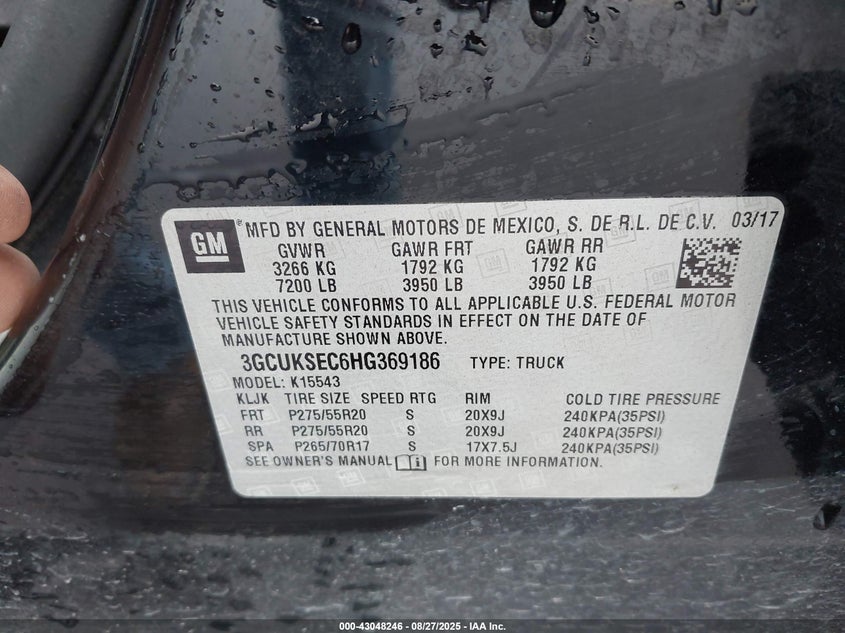 GM ® MFD BY GENERAL MOTORS DE MEXICO, S. DE R.L. DE C.V. 03/17
GVWR GAWR FRT GAWR RR
3266 KG 1792 KG 1792 KG
7200 LB 3950 LB 3950 LB
THIS VEHICLE CONFORMS TO ALL APPLICABLE U.S. FEDERAL MOTOR
VEHICLE SAFETY STANDARDS IN EFFECT ON THE DATE OF
MANUFACTURE SHOWN ABOVE.
3GCUKSEC6HG369186 TYPE: TRUCK
MODEL: K15543
KLJK TIRE SIZE SPEED RTG RIM COLD TIRE PRESSURE
FRT P275/55R20 S 20X9J 240KPA(35PSI)
RR P275/55R20 S 20X9J 240KPA(35PSI)
SPA P265/70R17 S 17X7.5J 240KPA(35PSI)
SEE OWNER'S MANUAL FOR MORE INFORMATION.
000-43048246 - 08/27/2025 - IAA Inc.